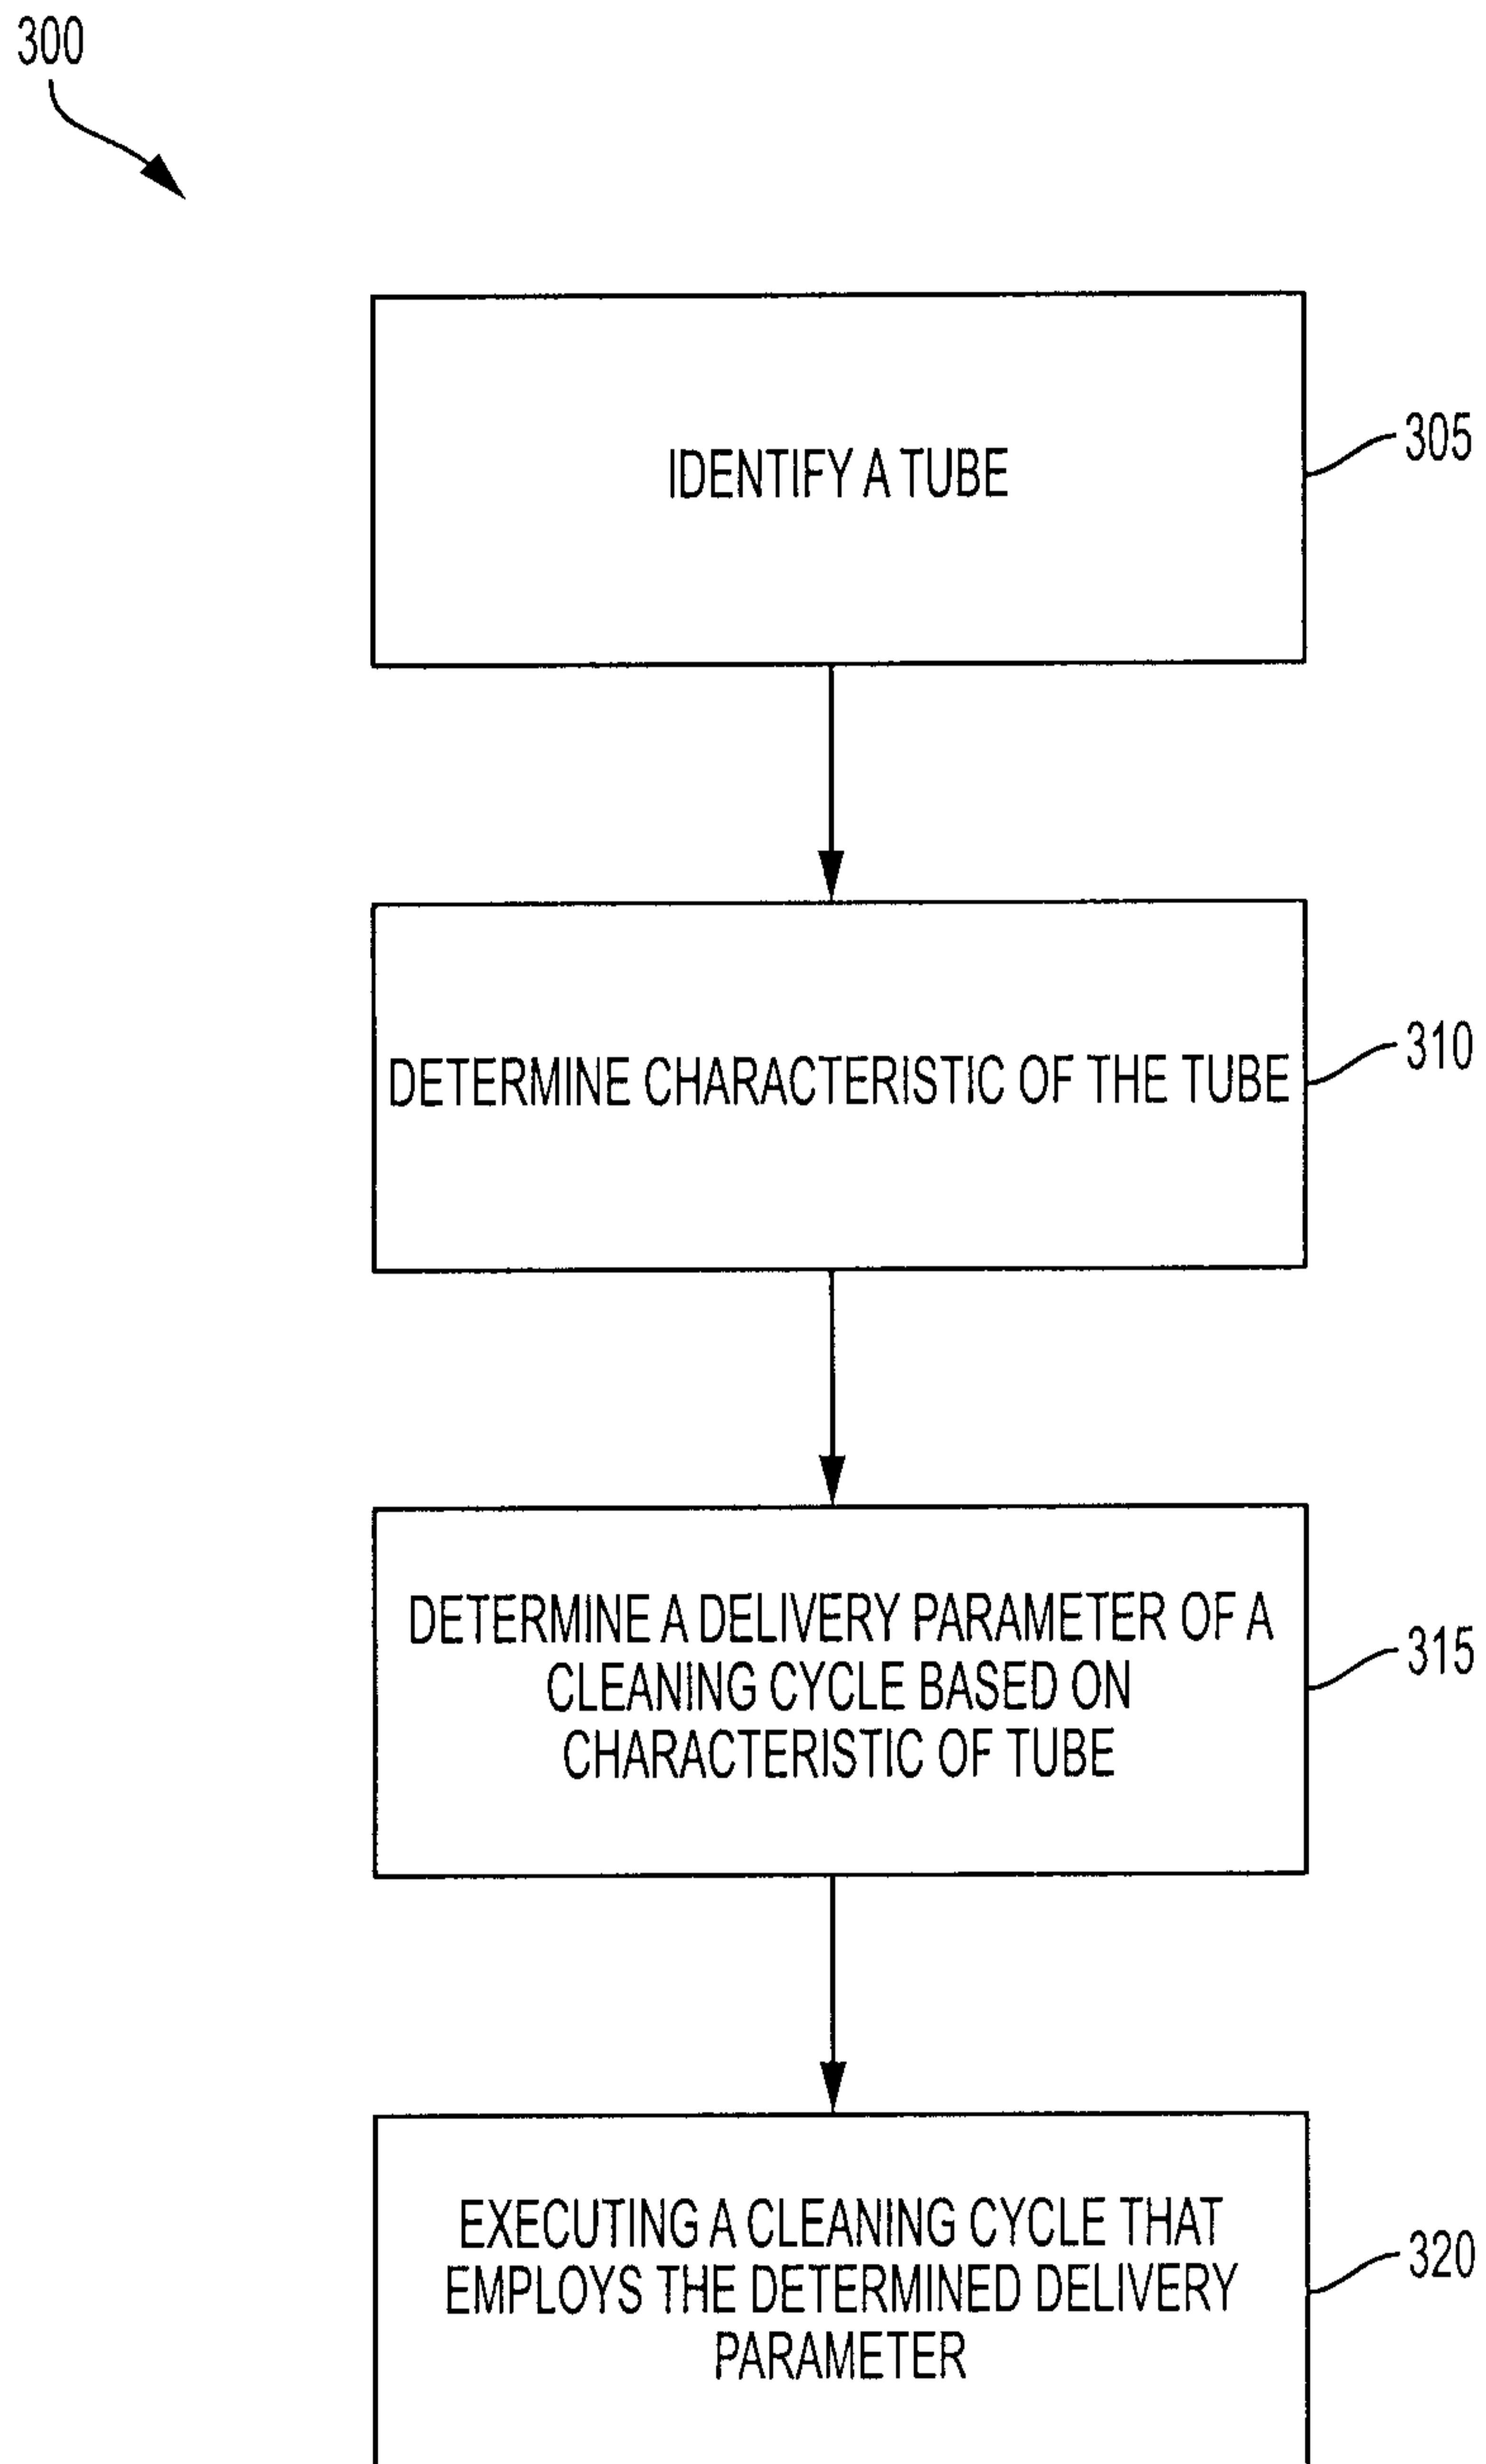 300
IDENTIFY A TUBE
305
DETERMINE CHARACTERISTIC OF THE TUBE
310
DETERMINE A DELIVERY PARAMETER OF A
CLEANING CYCLE BASED ON
CHARACTERISTIC OF TUBE
315
EXECUTING A CLEANING CYCLE THAT
EMPLOYS THE DETERMINED DELIVERY
PARAMETER
320